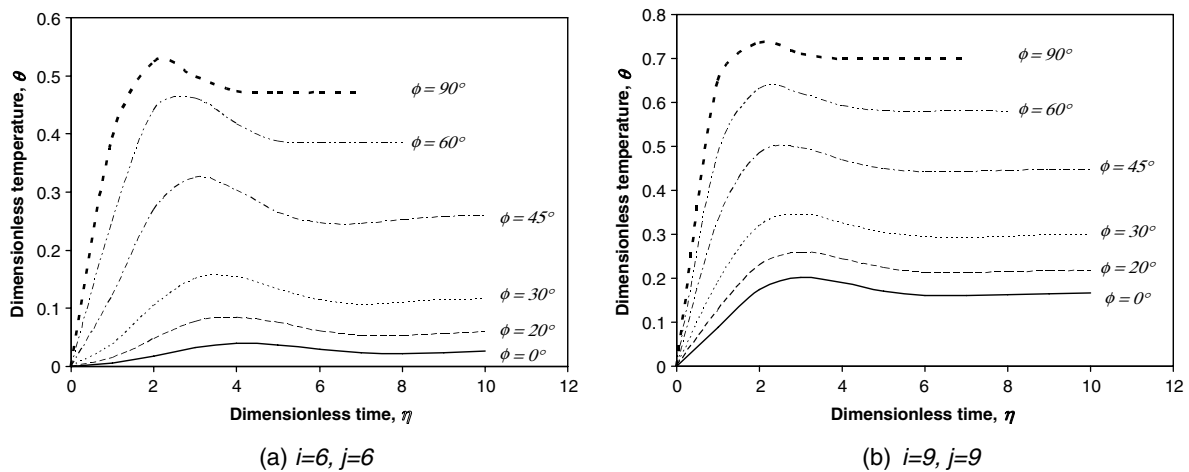 0.6
0.5
0.4
0.3
0.2
0.1
0
Dimensionless temperature, θ
0 2 4 6 8 10 12
Dimensionless time, η
ϕ = 90°
ϕ = 60°
ϕ = 45°
ϕ = 30°
ϕ = 20°
ϕ = 0°
(a) i=6, j=6
0.8
0.7
0.6
0.5
0.4
0.3
0.2
0.1
0
Dimensionless temperature, θ
0 2 4 6 8 10 12
Dimensionless time, η
ϕ = 90°
ϕ = 60°
ϕ = 45°
ϕ = 30°
ϕ = 20°
ϕ = 0°
(b) i=9, j=9